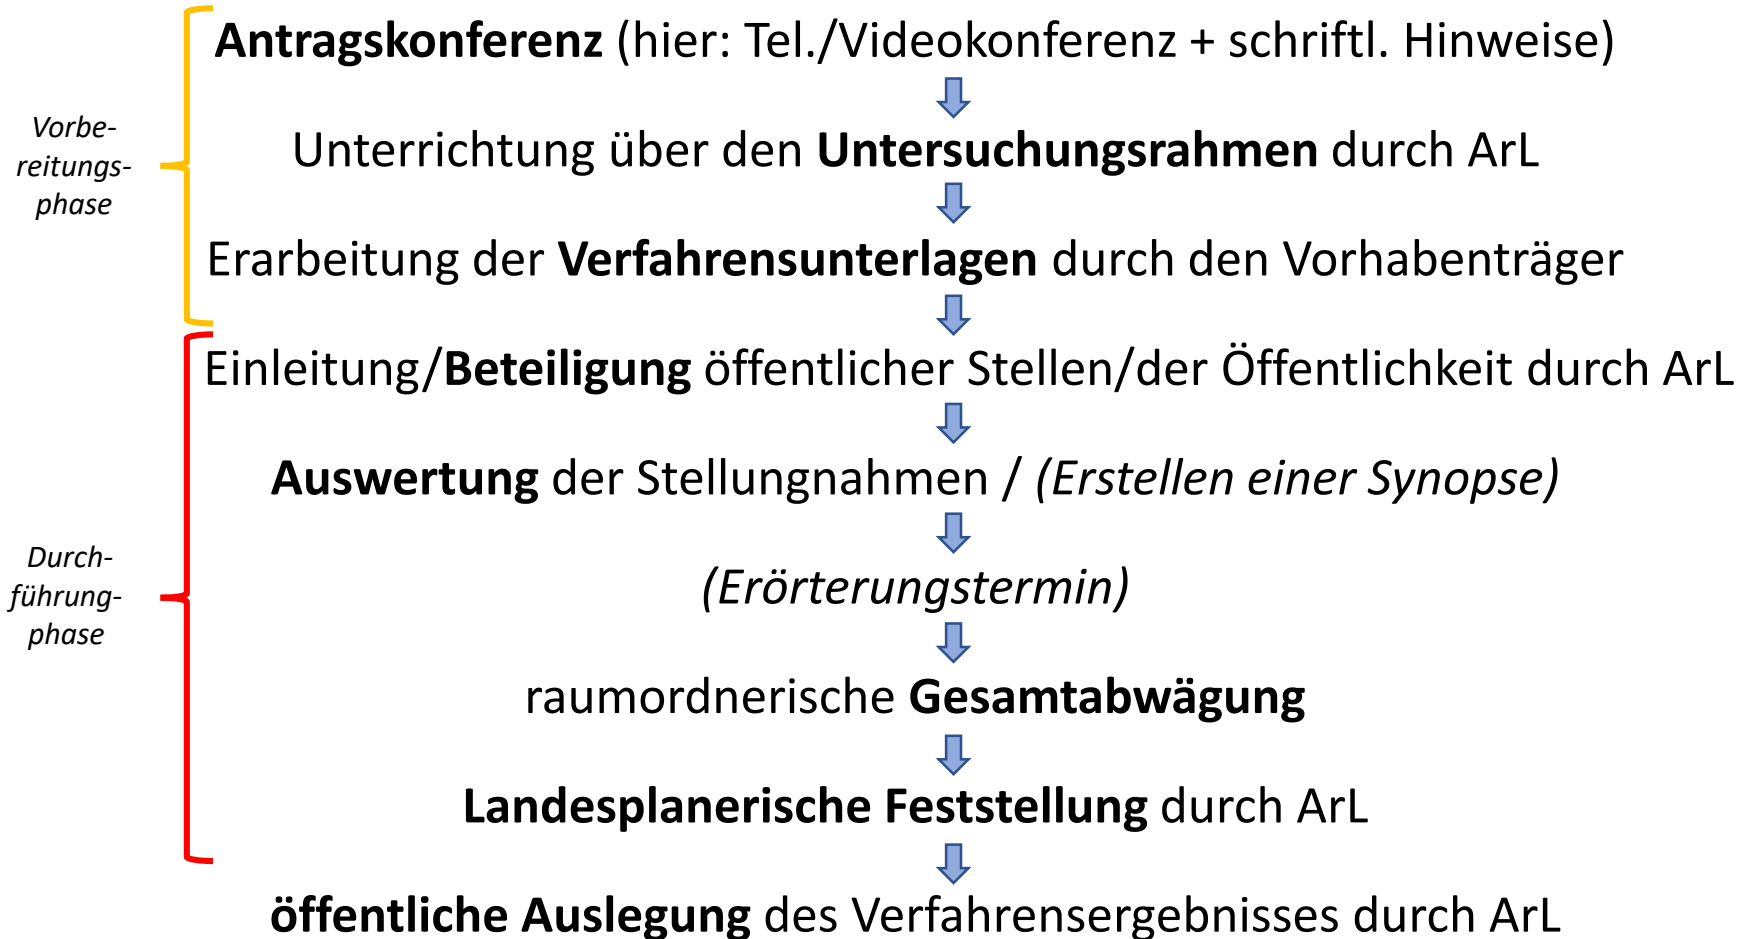 Antragskonferenz (hier: Tel./Videokonferenz + schriftl. Hinweise)
Vorbe-
reitungs-
phase
Unterrichtung über den Untersuchungsrahmen durch ArL
Erarbeitung der Verfahrensunterlagen durch den Vorhabenträger
Einleitung/Beteiligung öffentlicher Stellen/der Öffentlichkeit durch ArL
Auswertung der Stellungnahmen / (Erstellen einer Synopse)
Durch-
führung-
phase
(Erörterungstermin)
raumordnerische Gesamtabwägung
Landesplanerische Feststellung durch ArL
öffentliche Auslegung des Verfahrensergebnisses durch ArL